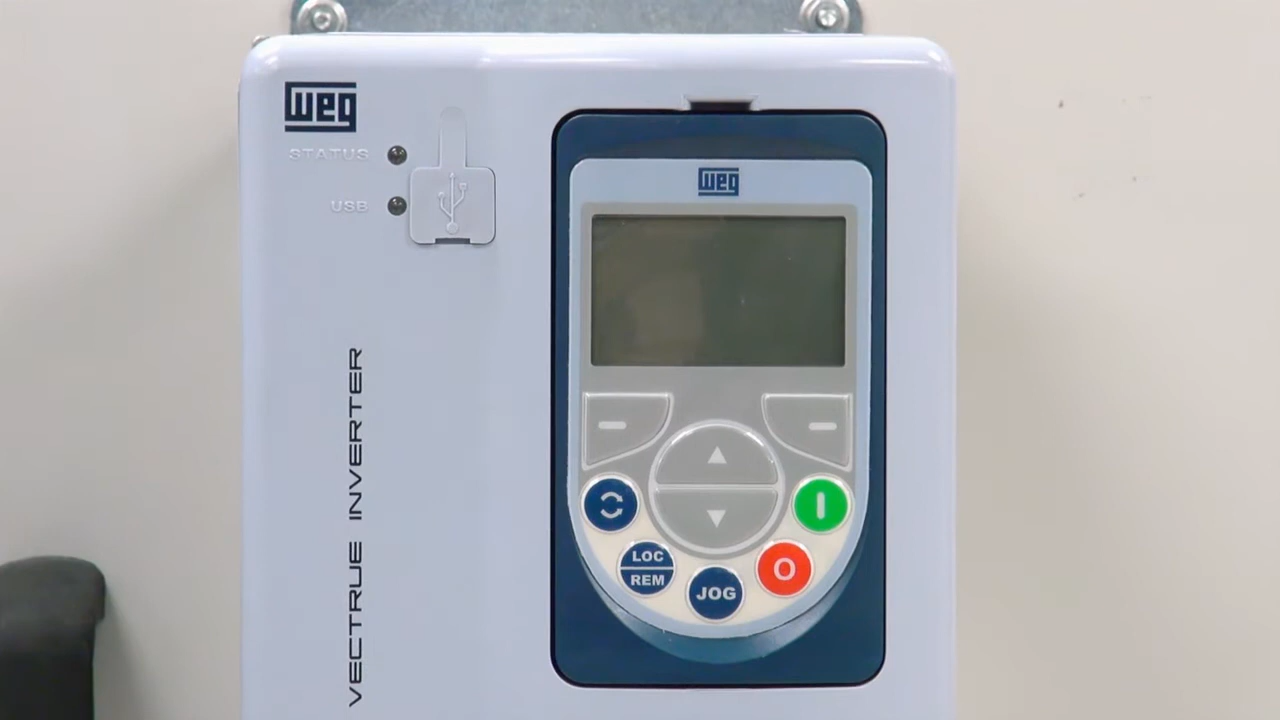 weg
STATUS
USB
VECTRUE INVERTER
weg
LOC
REM
JOG